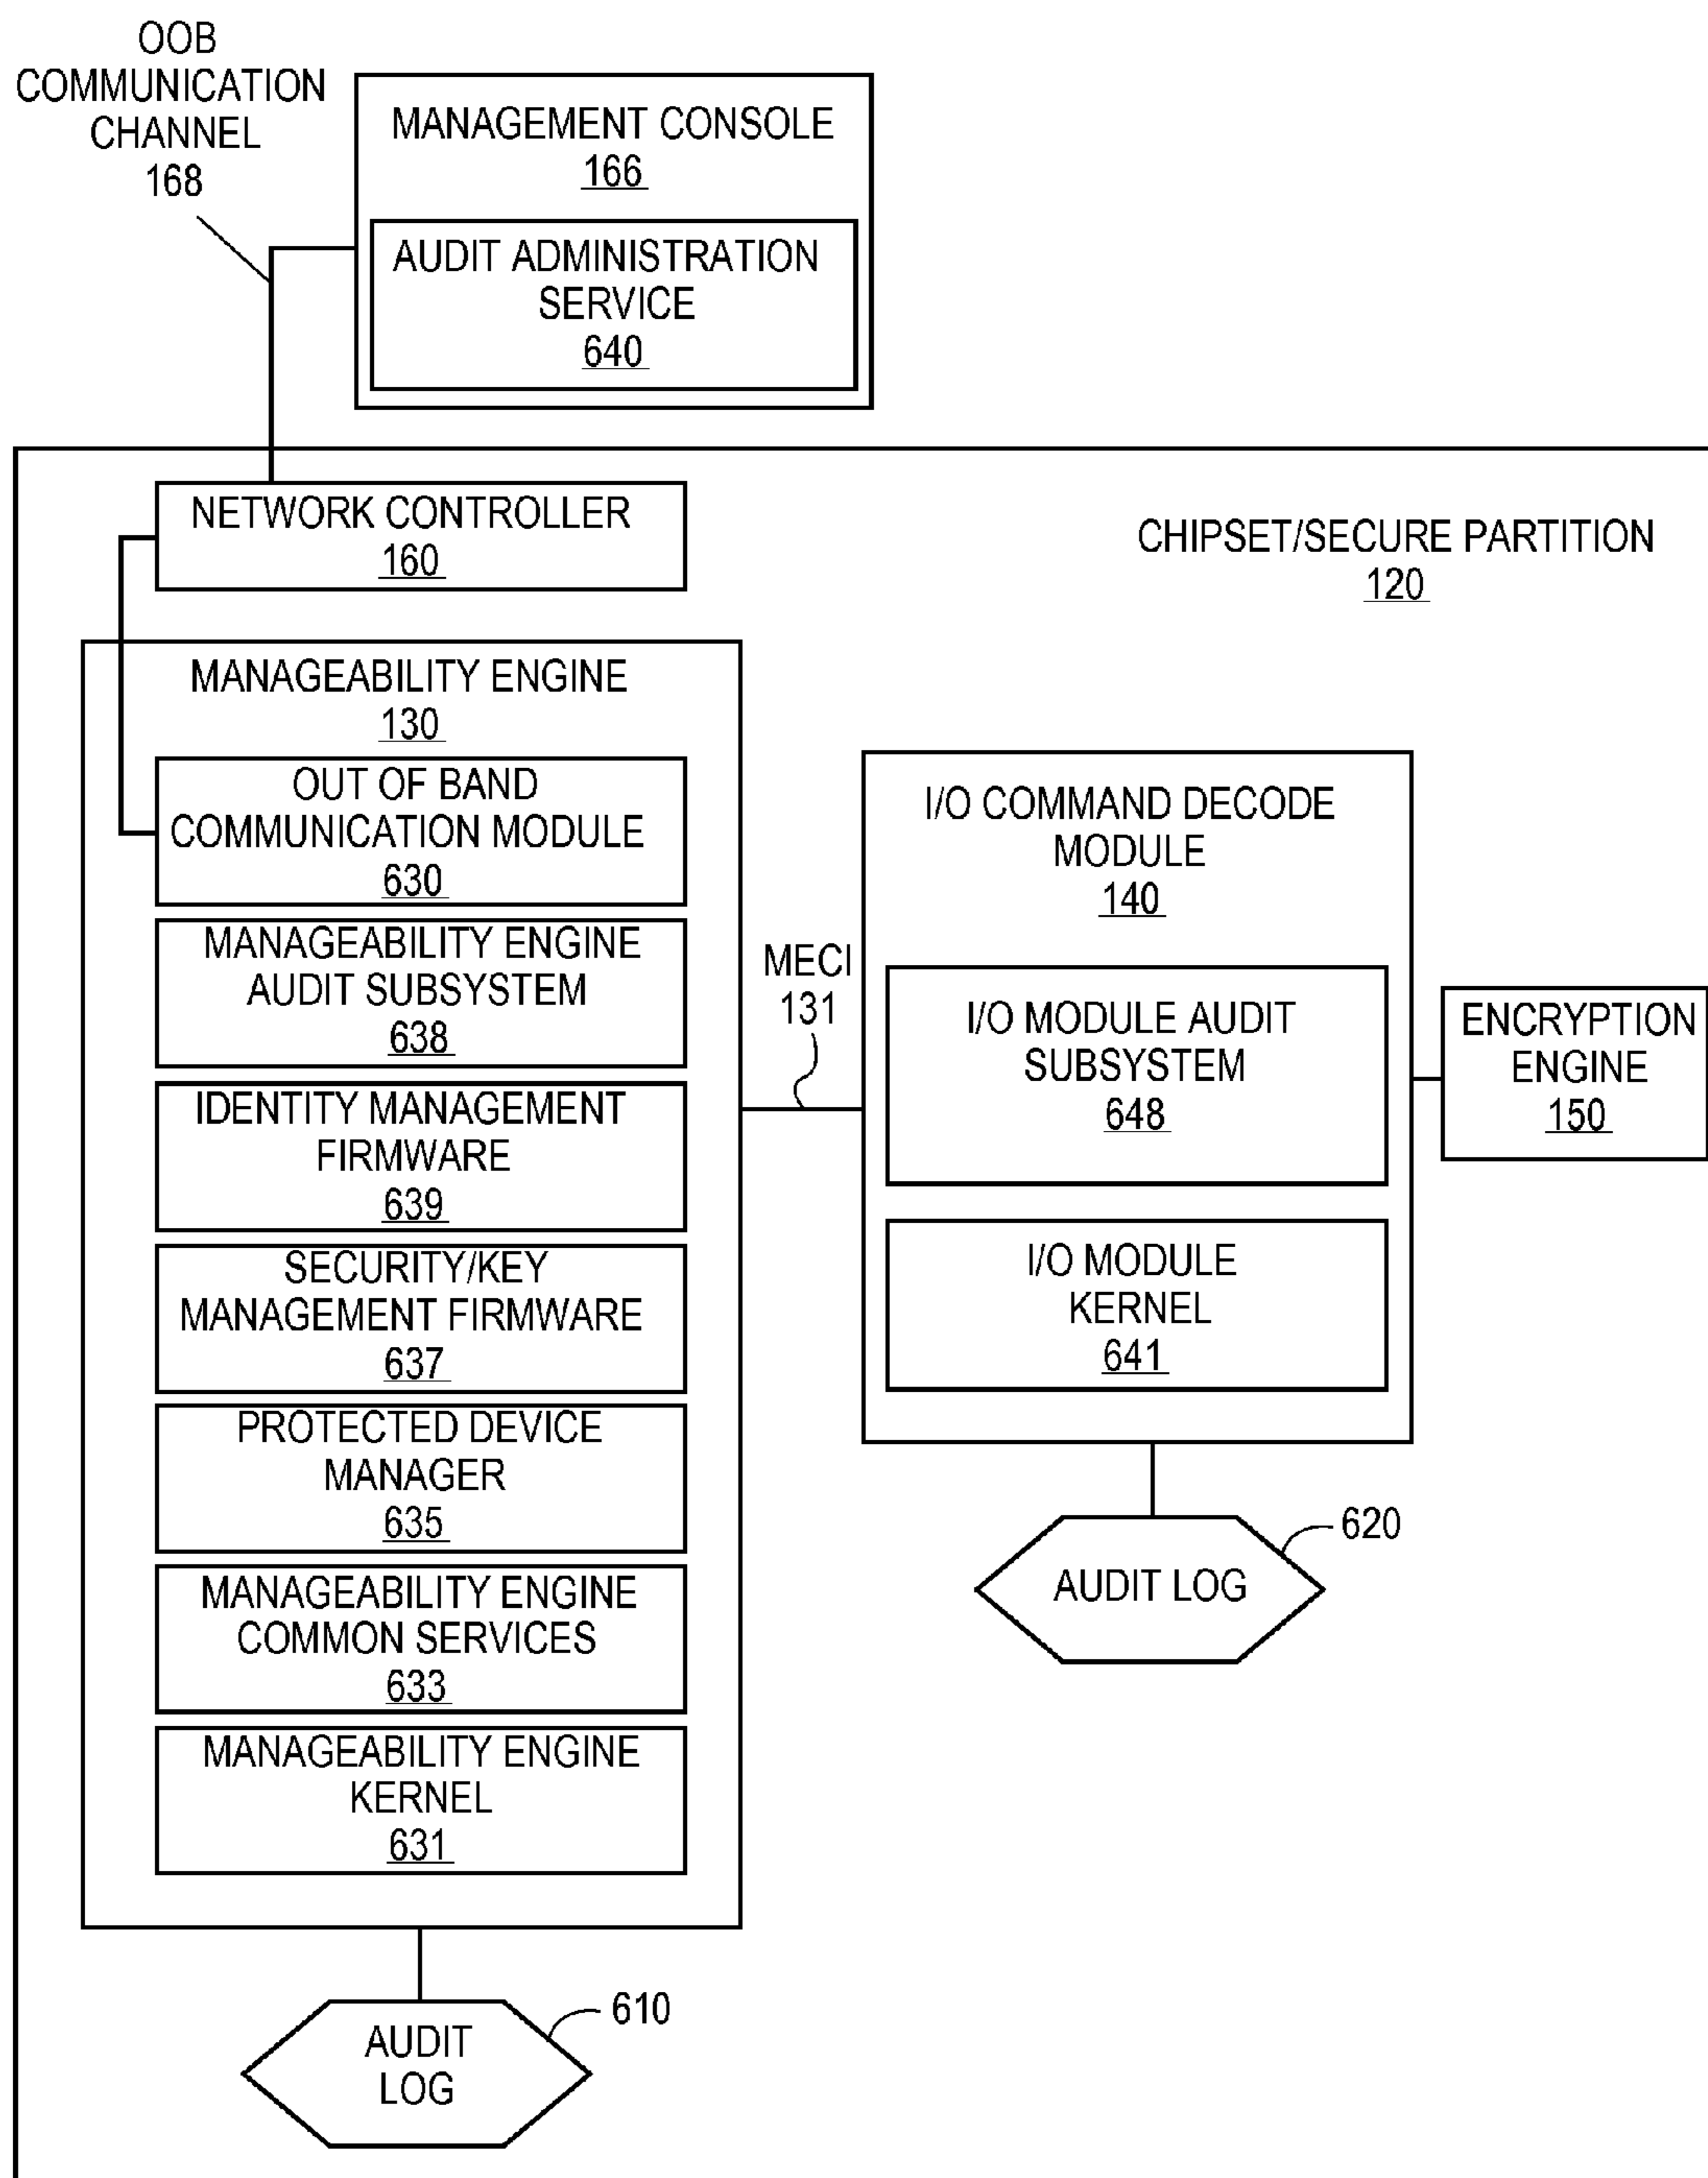 OOB
COMMUNICATION
CHANNEL
168
MANAGEMENT CONSOLE
166
AUDIT ADMINISTRATION
SERVICE
640
NETWORK CONTROLLER
160
CHIPSET/SECURE PARTITION
120
MANAGEABILITY ENGINE
130
OUT OF BAND
COMMUNICATION MODULE
630
MANAGEABILITY ENGINE
AUDIT SUBSYSTEM
638
IDENTITY MANAGEMENT
FIRMWARE
639
SECURITY/KEY
MANAGEMENT FIRMWARE
637
PROTECTED DEVICE
MANAGER
635
MANAGEABILITY ENGINE
COMMON SERVICES
633
MANAGEABILITY ENGINE
KERNEL
631
MECI
131
I/O COMMAND DECODE
MODULE
140
I/O MODULE AUDIT
SUBSYSTEM
648
I/O MODULE
KERNEL
641
ENCRYPTION
ENGINE
150
620
AUDIT LOG
610
AUDIT
LOG